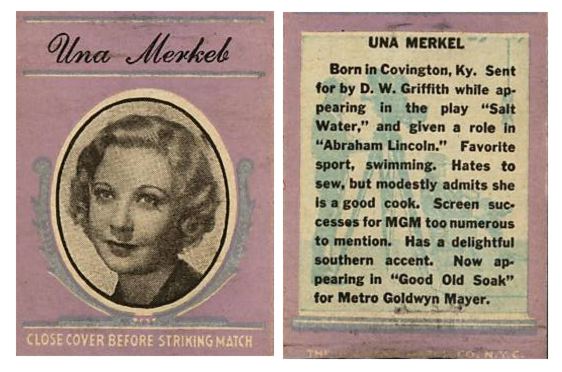 Una Merkel
CLOSE COVER BEFORE STRIKING MATCH
UNA MERKEL
Born in Covington, Ky. Sent
for by D. W. Griffith while ap-
pearing in the play "Salt
Water," and given a role in
"Abraham Lincoln." Favorite
sport, swimming. Hates to
sew, but modestly admits she
is a good cook. Screen suc-
cesses for MGM too numerous
to mention. Has a delightful
southern accent. Now ap-
pearing in "Good Old Soak"
for Metro Goldwyn Mayer.
CO., N.Y.C.